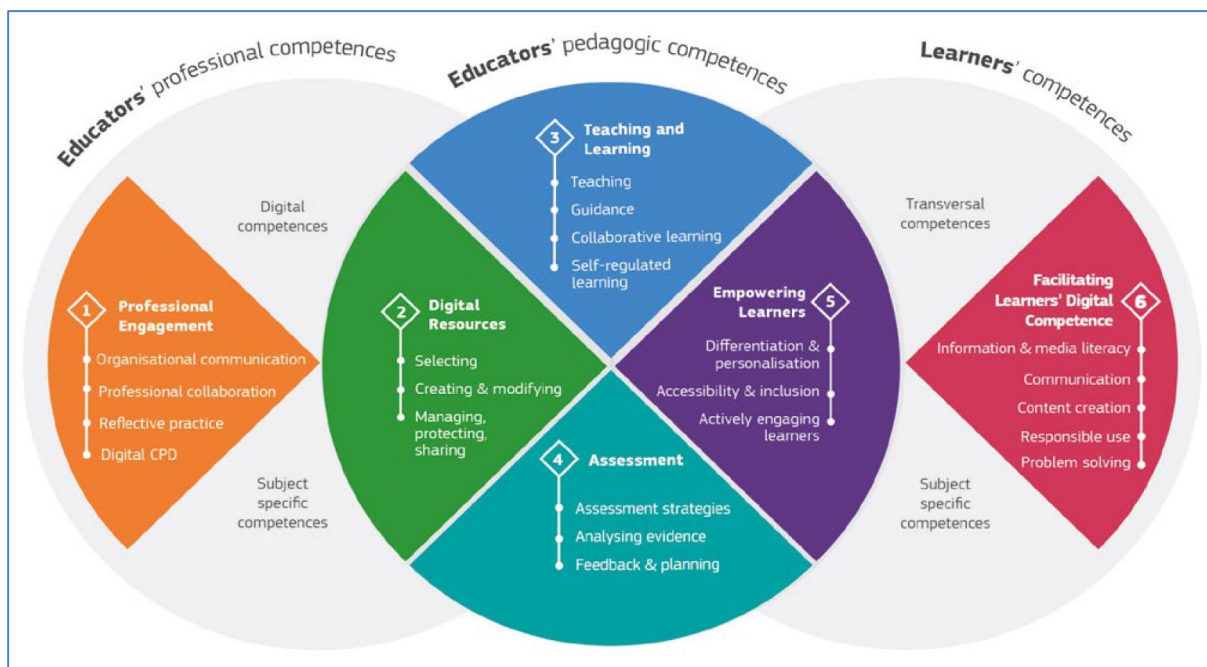 Educators' professional competences
Educators' pedagogic competences
Learners' competences
Digital
competences
1
Professional
Engagement
Organisational communication
Professional collaboration
Reflective practice
Digital CPD
Subject
specific
competences
2
Digital
Resources
Selecting
Creating & modifying
Managing,
protecting,
sharing
3
Teaching and
Learning
Teaching
Guidance
Collaborative learning
Self-regulated
learning
4
Assessment
Assessment strategies
Analysing evidence
Feedback & planning
5
Empowering
Learners
Differentiation &
personalisation
Accessibility & inclusion
Actively engaging
learners
Transversal
competences
6
Facilitating
Learners' Digital
Competence
Information & media literacy
Communication
Content creation
Responsible use
Problem solving
Subject
specific
competences